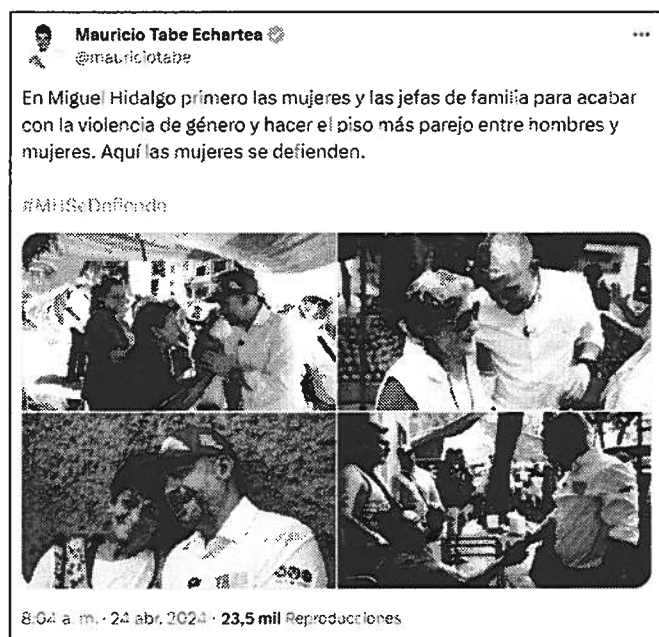 Mauricio Tabe Echartea
@mauriciotabe
En Miguel Hidalgo primero las mujeres y las jefas de familia para acabar
con la violencia de género y hacer el piso más parejo entre hombres y
mujeres. Aquí las mujeres se defienden.
#MHSeDefiende
8:04 a. m. · 24 abr. 2024 · 23,5 mil Reproducciones